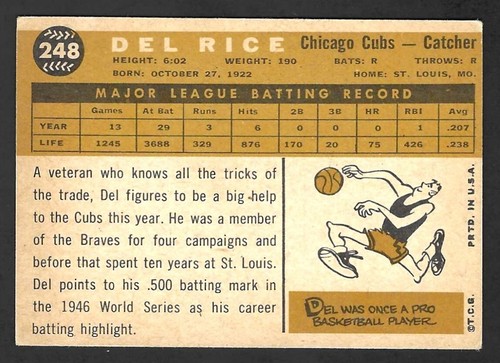 248
DEL RICE Chicago Cubs — Catcher
HEIGHT: 6:02 WEIGHT: 190 BATS: R THROWS: R
BORN: OCTOBER 27, 1922 HOME: ST. LOUIS, MO.
MAJOR LEAGUE BATTING RECORD
Games At Bat Runs Hits 2B 3B HR RBI Avg
YEAR 13 29 3 6 0 0 0 1 .207
LIFE 1245 3688 329 876 170 20 75 426 .238
A veteran who knows all the tricks of
the trade, Del figures to be a big help
to the Cubs this year. He was a member
of the Braves for four campaigns and
before that spent ten years at St. Louis.
Del points to his .500 batting mark in
the 1946 World Series as his career
batting highlight.
DEL WAS ONCE A PRO
BASKETBALL PLAYER.
©T.C.G. PRTD. IN U.S.A.